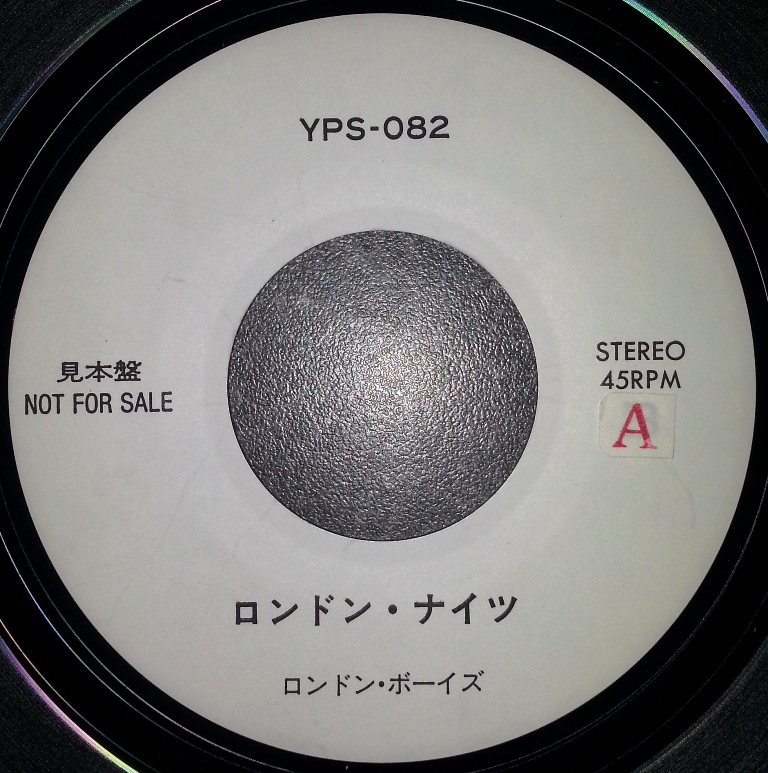 YPS-082
見本盤
NOT FOR SALE
STEREO
45RPM
A
ロンドン・ナイツ
ロンドン・ボーイズ